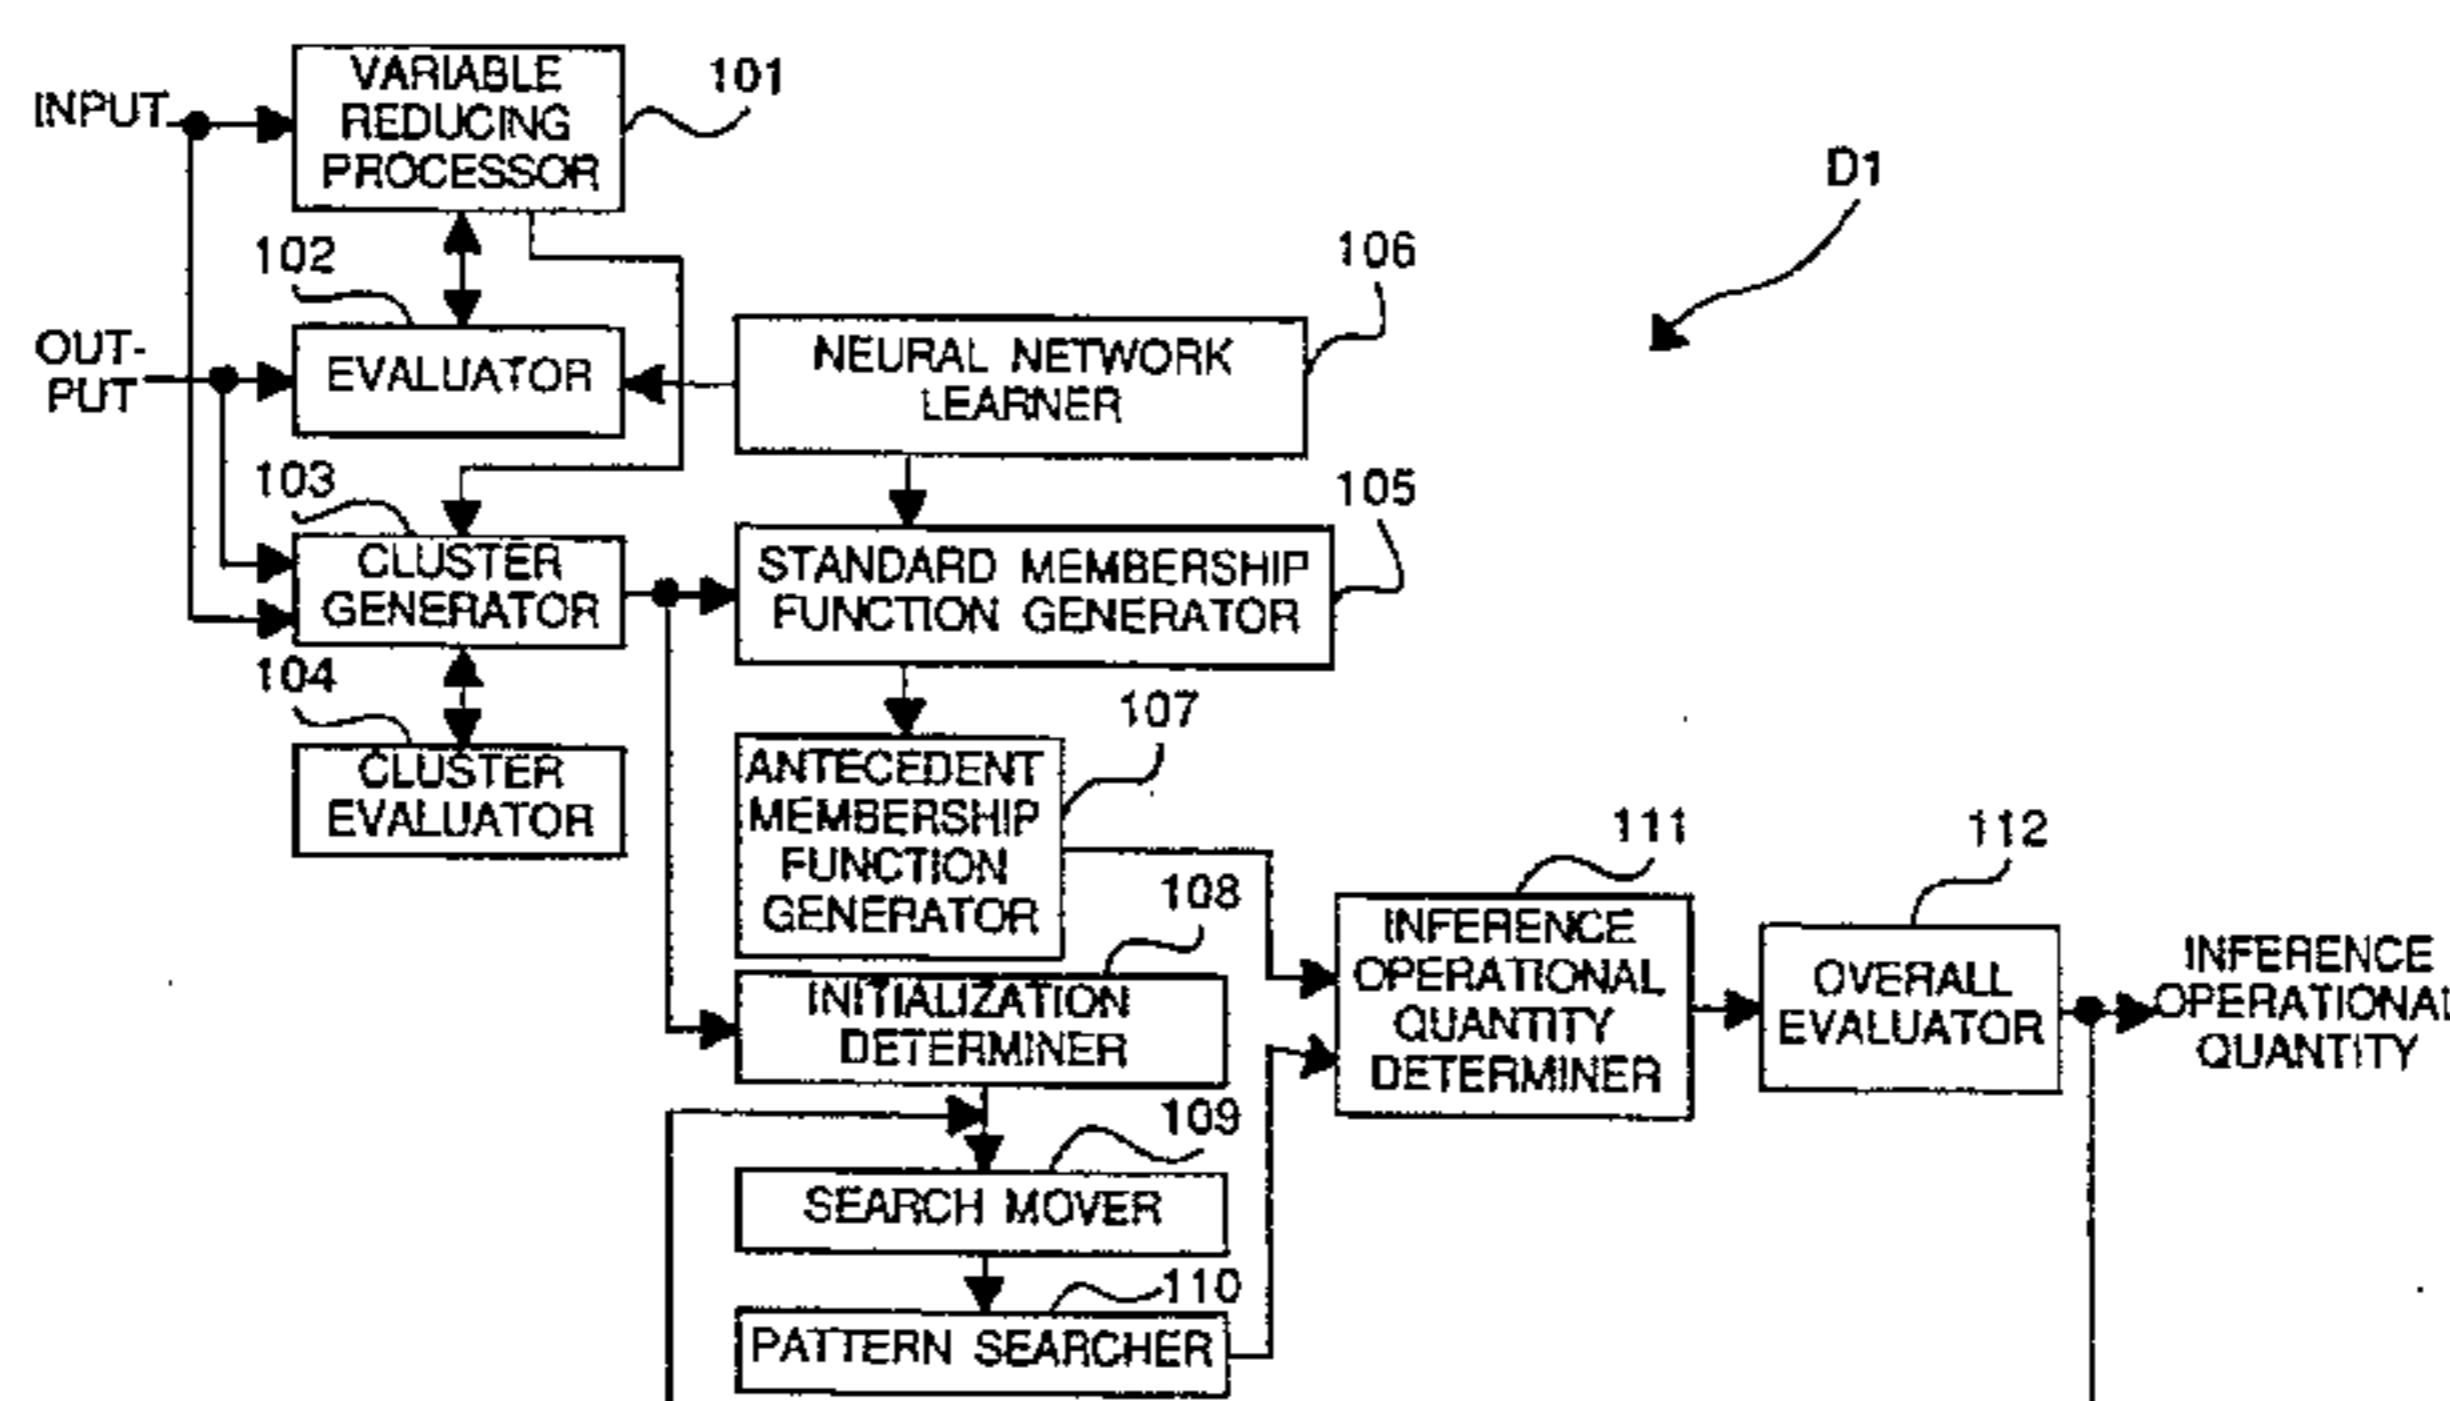 VARIABLE
REDUCING
PROCESSOR
101
INPUT
D1
102
106
OUT-
PUT
EVALUATOR
NEURAL NETWORK
LEARNER
103
105
CLUSTER
GENERATOR
STANDARD MEMBERSHIP
FUNCTION GENERATOR
104
107
CLUSTER
EVALUATOR
ANTECEDENT
MEMBERSHIP
FUNCTION
GENERATOR
108
111
112
INITIALIZATION
DETERMINER
INFERENCE
OPERATIONAL
QUANTITY
DETERMINER
OVERALL
EVALUATOR
INFERENCE
OPERATIONAL
QUANTITY
109
SEARCH MOVER
110
PATTERN SEARCHER